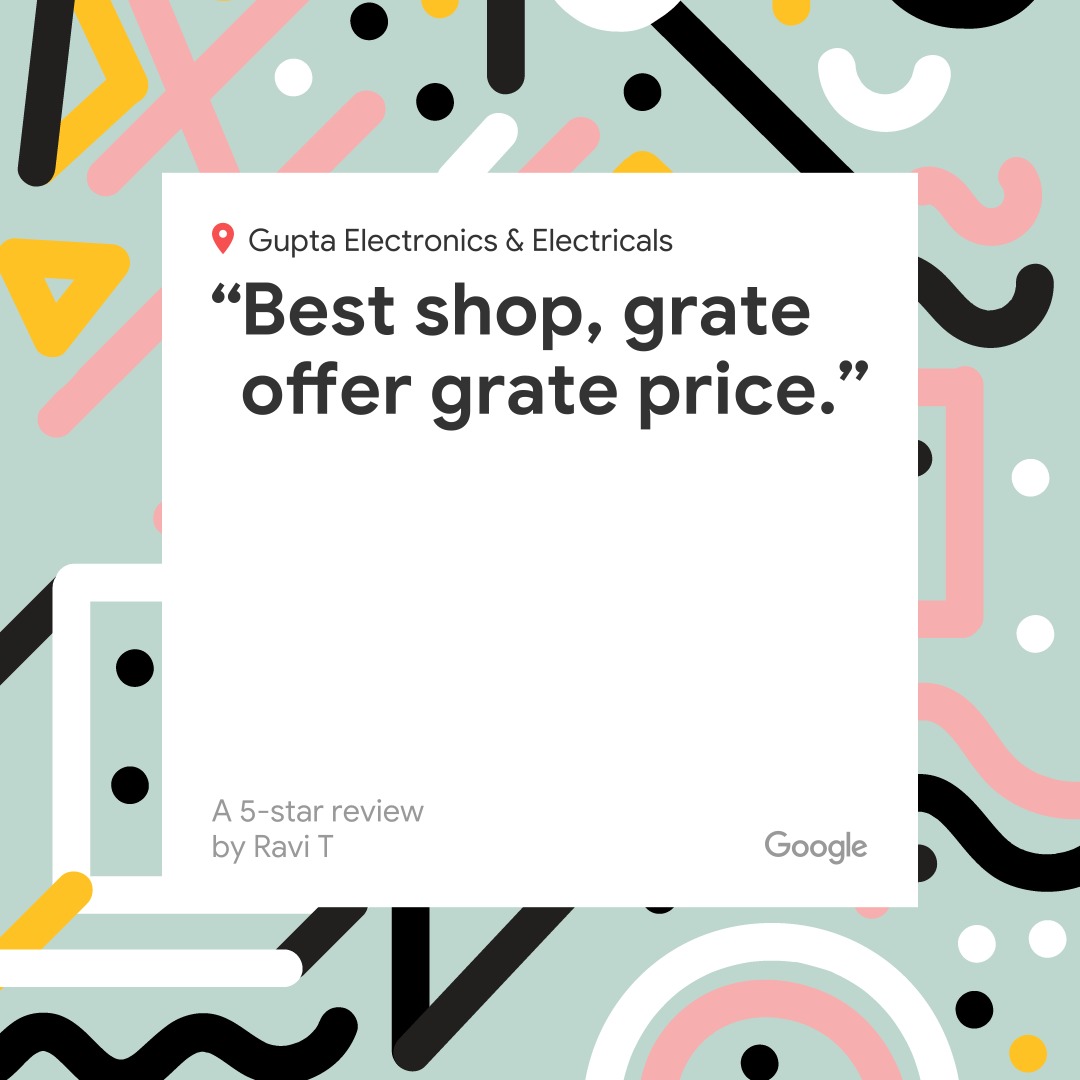 Gupta Electronics & Electricals
“Best shop, grate
offer grate price.”
A 5-star review
by Ravi T
Google